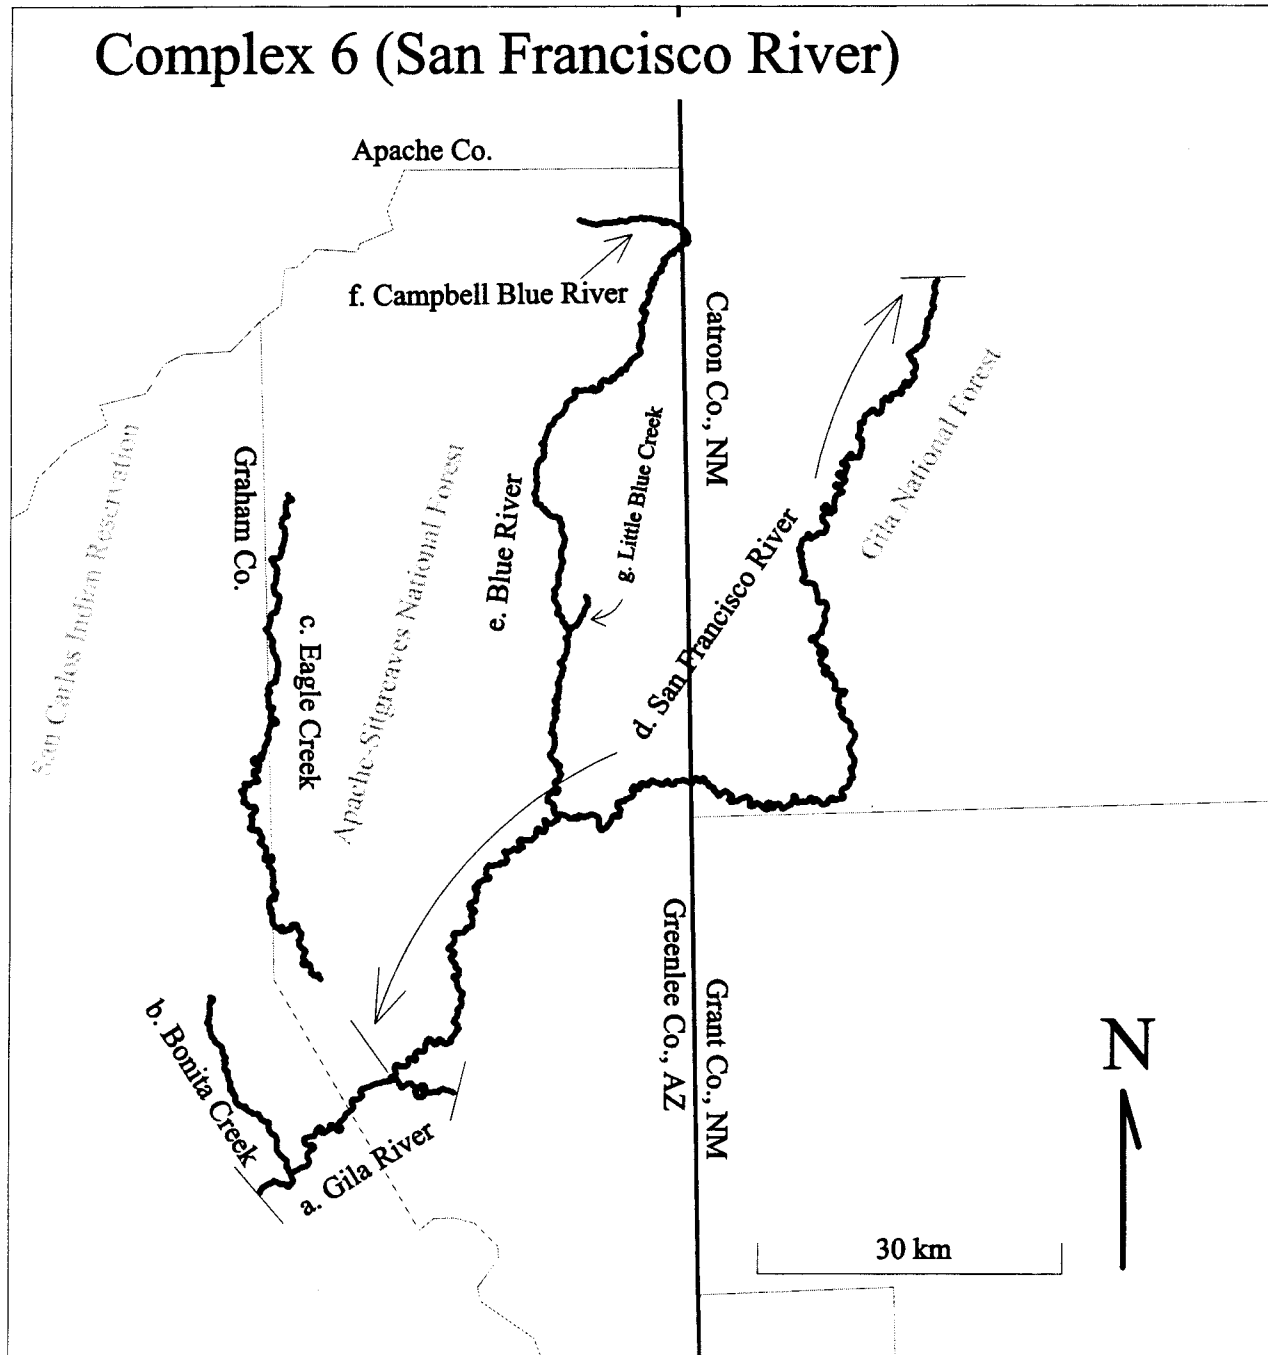 Complex 6 (San Francisco River)
Apache Co.
f. Campbell Blue River
Catron Co., NM
Gila National Forest
g. Little Blue Creek
San Carlos Indian Reservation
Graham Co.
Apache-Sitgreaves National Forest
e. Blue River
d. San Francisco River
c. Eagle Creek
Greenlee Co., AZ
Grant Co., NM
b. Bonita Creek
a. Gila River
N
30 km